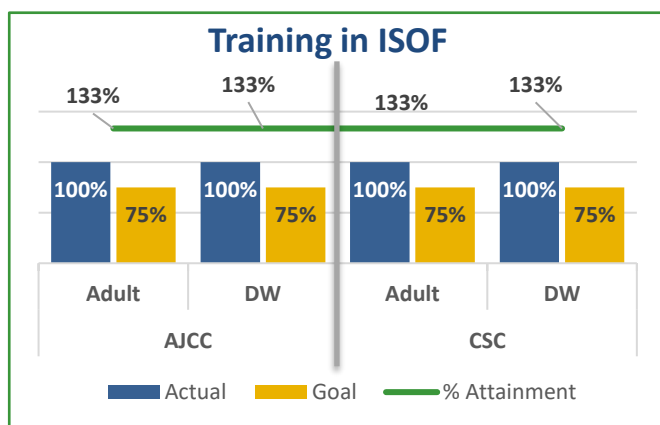 Training in ISOF
133% 133% 133% 133%
100% 75% 100% 75% 100% 75% 100% 75%
Adult DW Adult DW
AJCC CSC
Actual Goal % Attainment